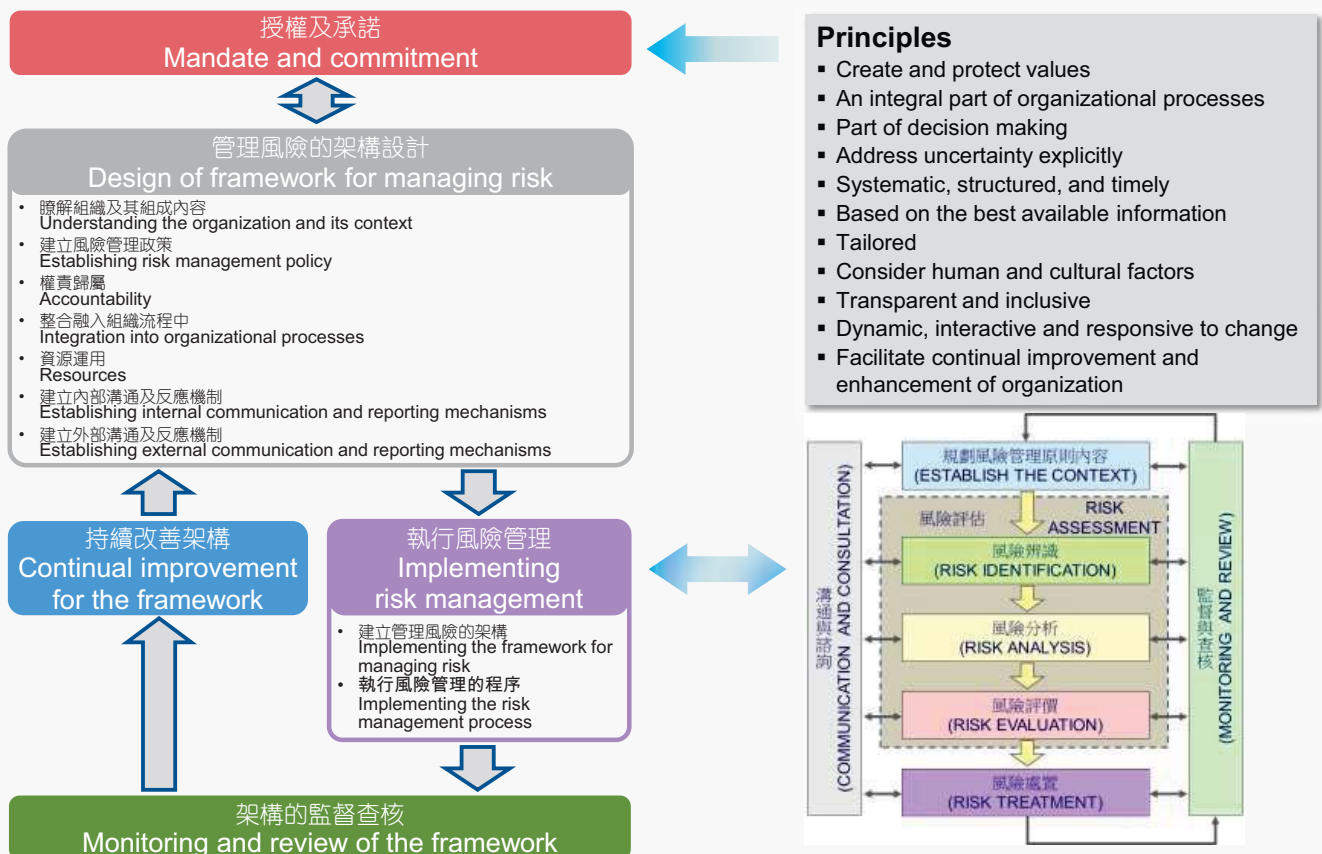 授權及承諾
Mandate and commitment
管理風險的架構設計
Design of framework for managing risk
• 瞭解組織及其組成內容
Understanding the organization and its context
• 建立風險管理政策
Establishing risk management policy
• 權責歸屬
Accountability
• 整合融入組織流程中
Integration into organizational processes
• 資源運用
Resources
• 建立內部溝通及反應機制
Establishing internal communication and reporting mechanisms
• 建立外部溝通及反應機制
Establishing external communication and reporting mechanisms
持續改善架構
Continual improvement
for the framework
執行風險管理
Implementing
risk management
• 建立管理風險的架構
Implementing the framework for
managing risk
• 執行風險管理的程序
Implementing the risk
management process
架構的監督查核
Monitoring and review of the framework
Principles
▪ Create and protect values
▪ An integral part of organizational processes
▪ Part of decision making
▪ Address uncertainty explicitly
▪ Systematic, structured, and timely
▪ Based on the best available information
▪ Tailored
▪ Consider human and cultural factors
▪ Transparent and inclusive
▪ Dynamic, interactive and responsive to change
▪ Facilitate continual improvement and
enhancement of organization
溝通與諮詢
(COMMUNICATION AND CONSULTATION)
規劃風險管理原則內容
(ESTABLISH THE CONTEXT)
風險評估
RISK
ASSESSMENT
風險辨識
(RISK IDENTIFICATION)
風險分析
(RISK ANALYSIS)
風險評價
(RISK EVALUATION)
風險處置
(RISK TREATMENT)
監督與查核
(MONITORING AND REVIEW)